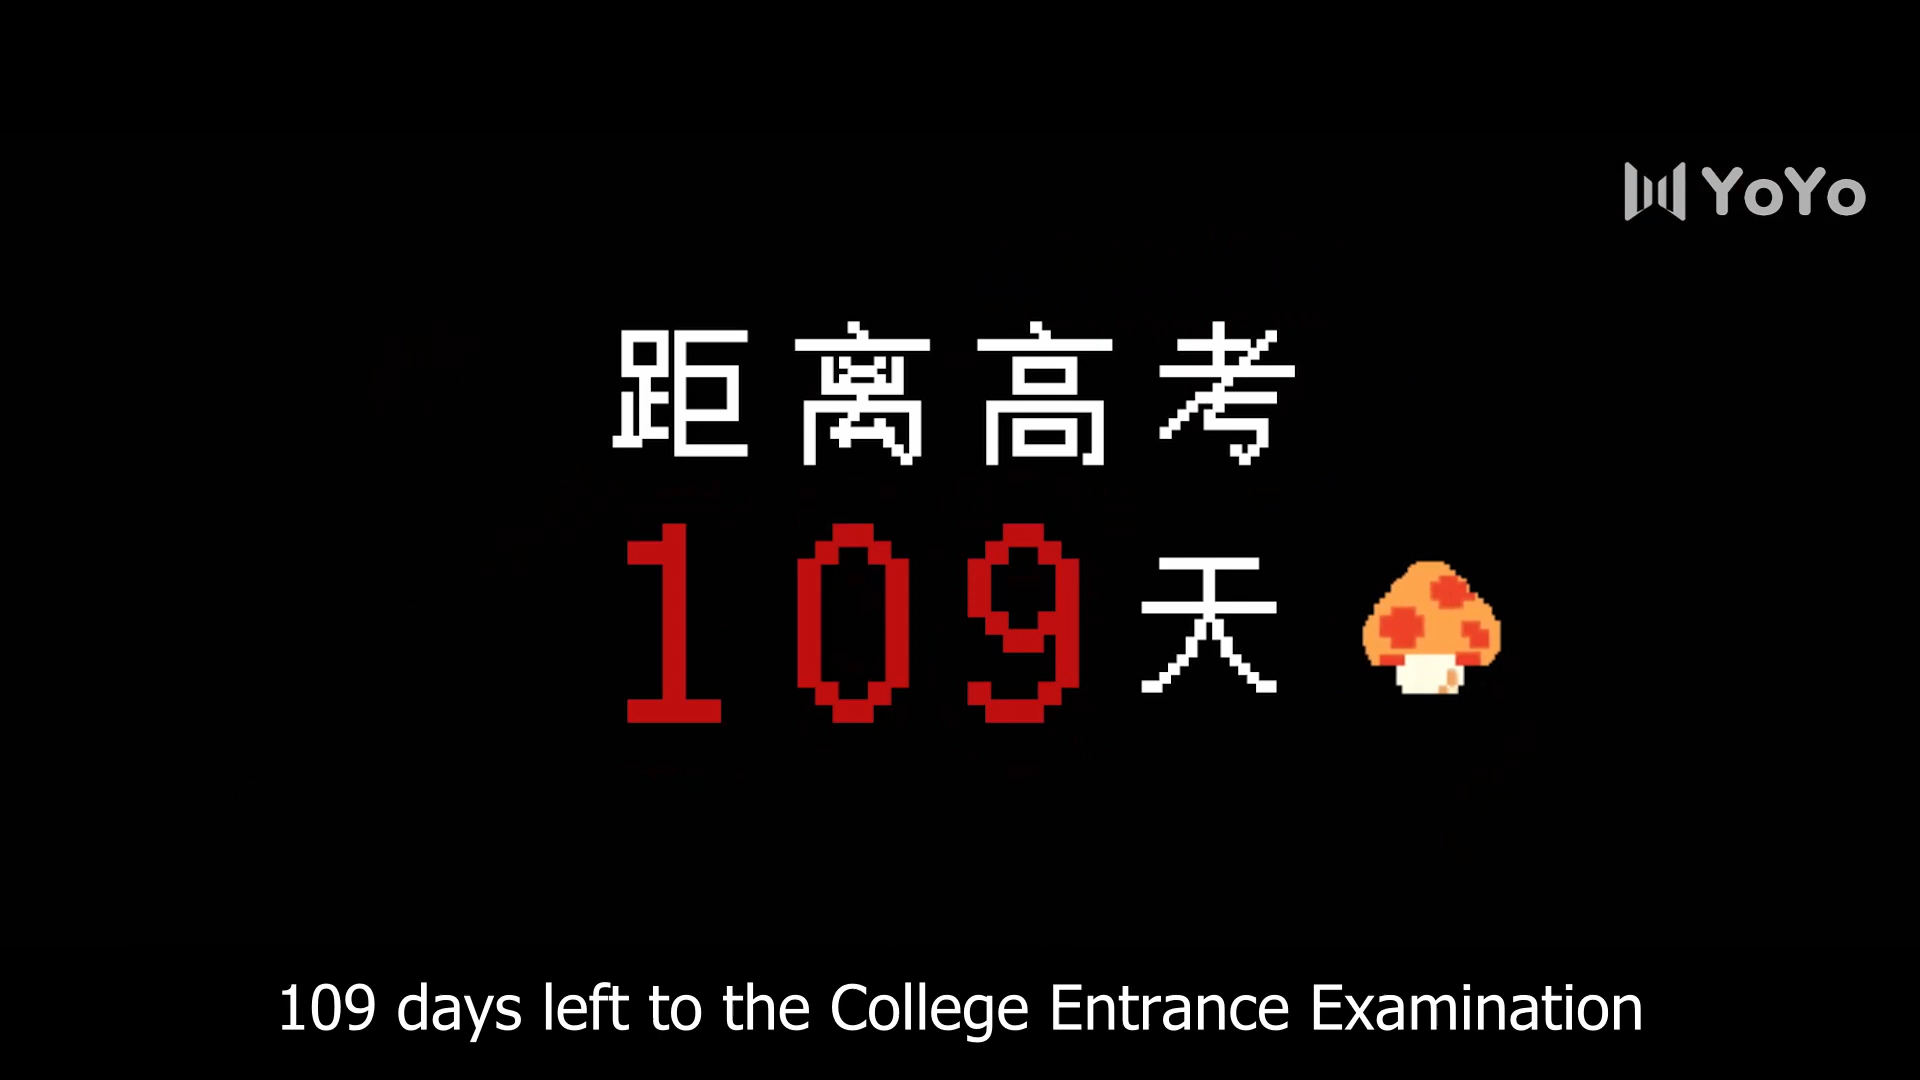 YoYo
距离高考
109天
109 days left to the College Entrance Examination